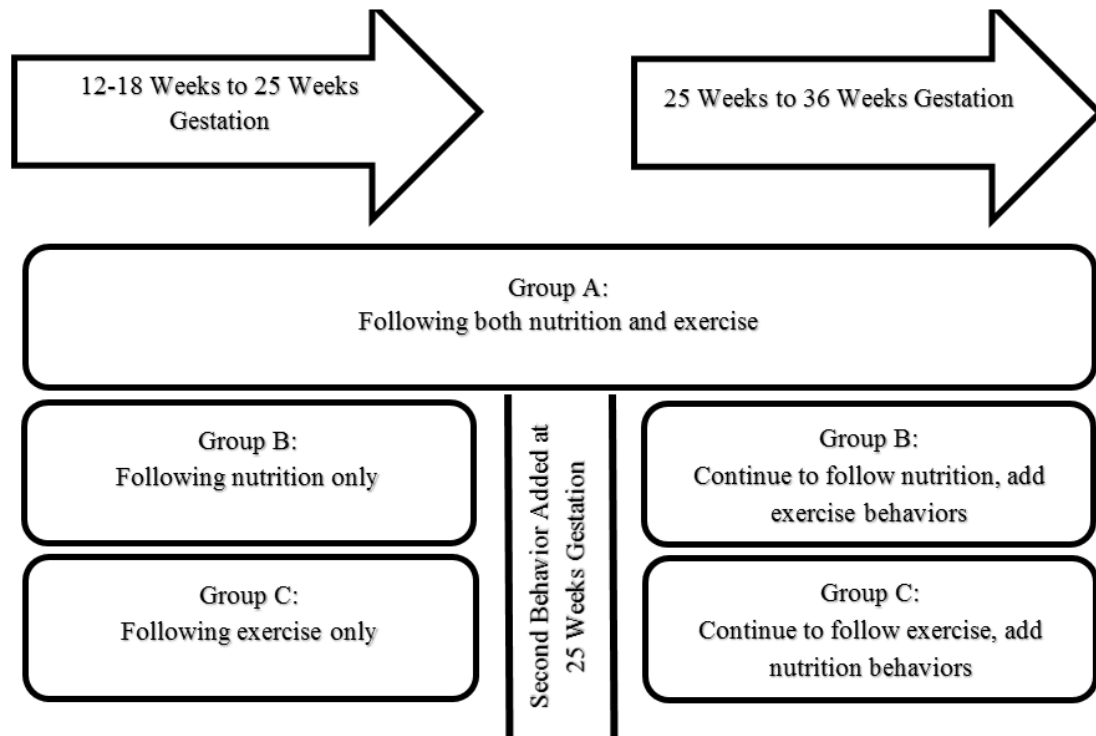 12-18 Weeks to 25 Weeks
Gestation
25 Weeks to 36 Weeks Gestation
Group A:
Following both nutrition and exercise
Group B:
Following nutrition only
Second Behavior Added at
25 Weeks Gestation
Group B:
Continue to follow nutrition, add
exercise behaviors
Group C:
Following exercise only
Group C:
Continue to follow exercise, add
nutrition behaviors